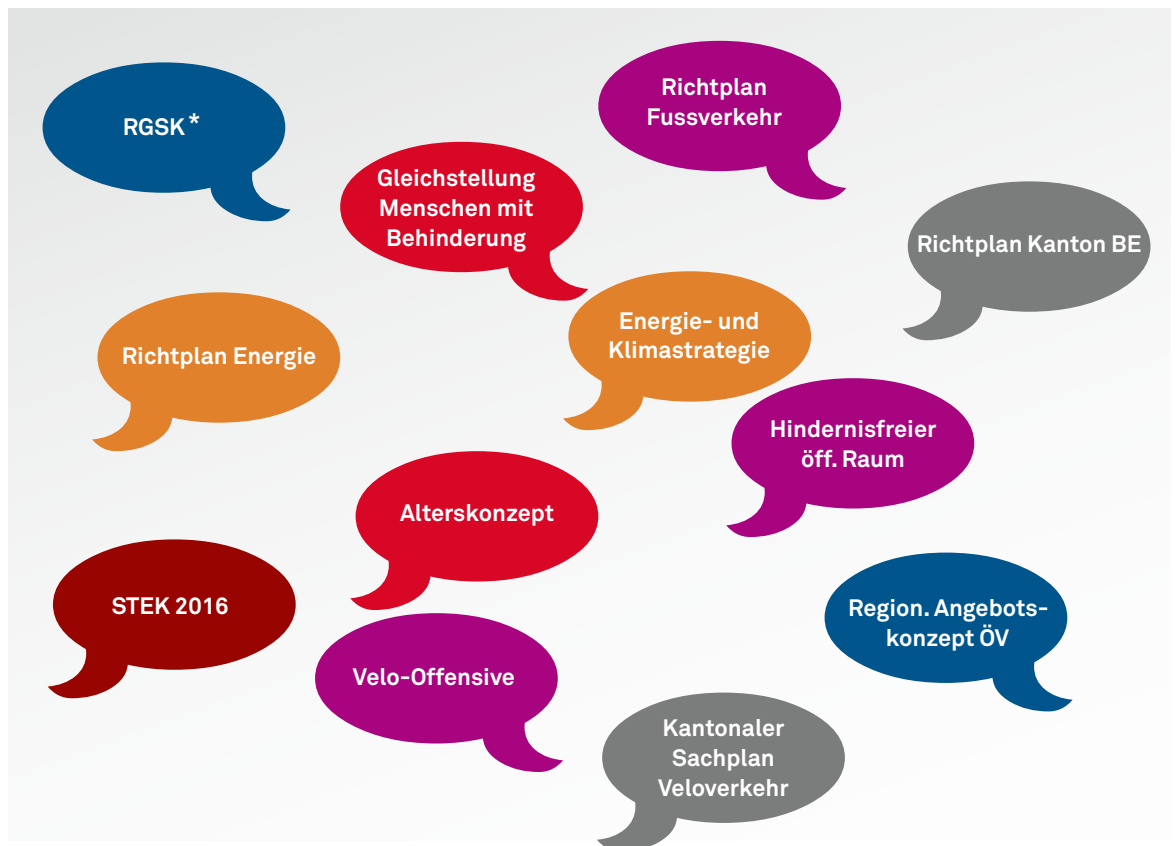 RGSK *
Richtplan
Fussverkehr
Gleichstellung
Menschen mit
Behinderung
Richtplan Kanton BE
Richtplan Energie
Energie- und
Klimastrategie
Hindernisfreier
öff. Raum
Alterskonzept
STEK 2016
Region. Angebots-
konzept ÖV
Velo-Offensive
Kantonaler
Sachplan
Veloverkehr